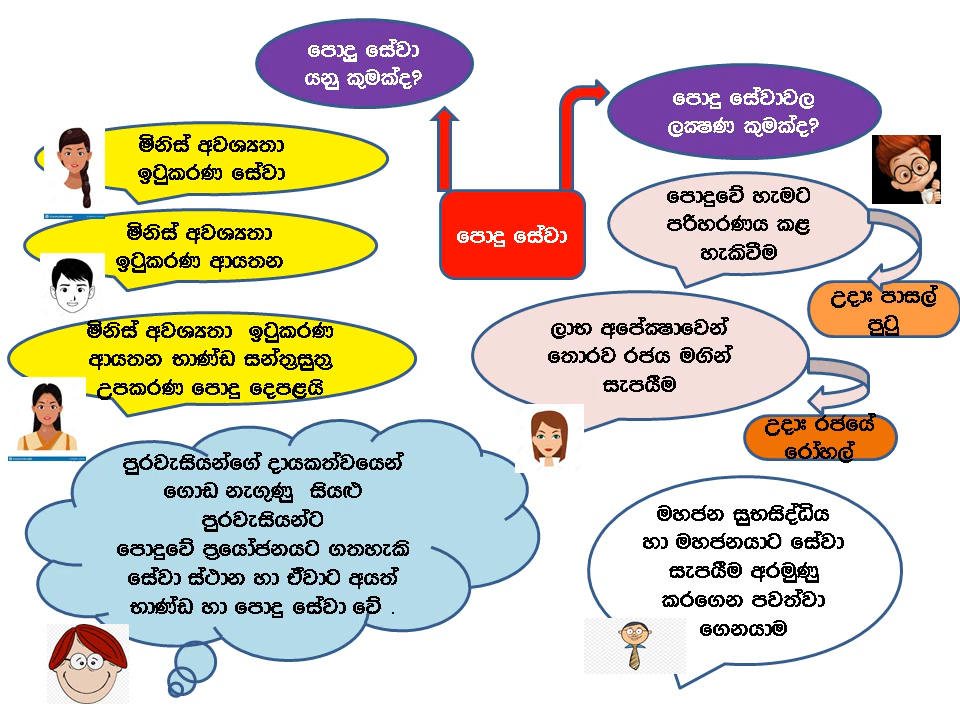 පොදු සේවා
යනු කුමක්ද?
පොදු සේවාවල
ලක්ෂණ කුමක්ද?
පොදු සේවා
මිනිස් අවශ්‍යතා
ඉටුකරණ සේවා
මිනිස් අවශ්‍යතා
ඉටුකරණ ආයතන
මිනිස් අවශ්‍යතා ඉටුකරණ
ආයතන භාණ්ඩ සන්ත්‍රසුත්‍ර
උපකරණ පොදු දෙපළයි
පුරවැසියන්ගේ දායකත්වයෙන්
ගොඩ නැගුණු සියළු
පුරවැසියන්ට
පොදුවේ ප්‍රයෝජනයට ගතහැකි
සේවා ස්ථාන හා ඒවාට අයත්
භාණ්ඩ හා පොදු සේවා වේ .
පොදුවේ හැමට
පරිහරණය කළ
හැකිවීම
උදාඃ පාසල්
පුටු
ලාභ අපේක්ෂාවෙන්
තොරව රජය මගින්
සැපයීම
උදාඃ රජයේ
රෝහල්
මහජන සුභසිද්ධිය
හා මහජනයාට සේවා
සැපයීම අරමුණු
කරගෙන පවත්වා
ගෙනයාම